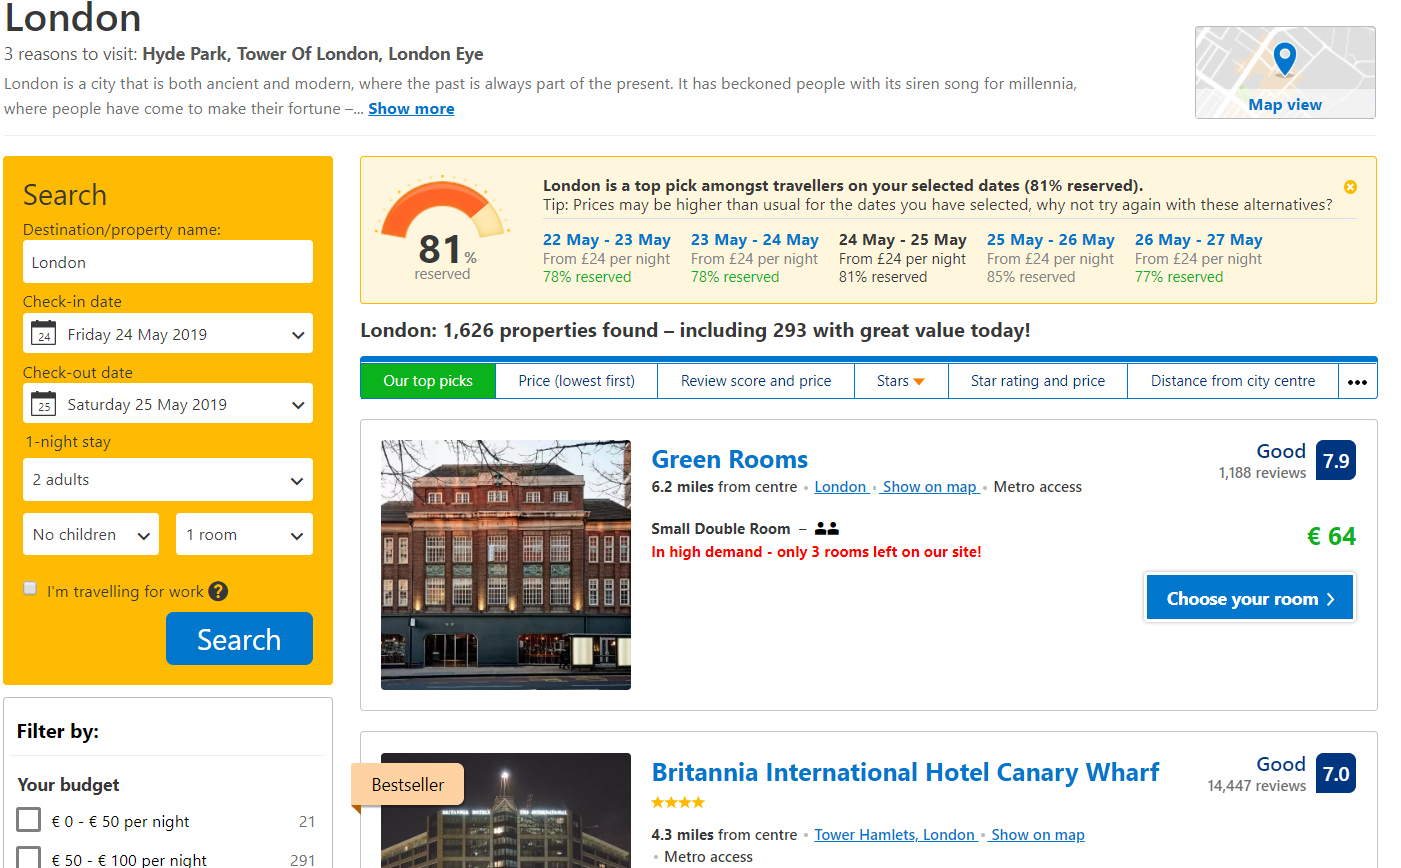 London
3 reasons to visit: Hyde Park, Tower Of London, London Eye
London is a city that is both ancient and modern, where the past is always part of the present. It has beckoned people with its siren song for millennia,
where people have come to make their fortune –... Show more
Map view
Search
Destination/property name:
London
Check-in date
24 Friday 24 May 2019
Check-out date
25 Saturday 25 May 2019
1-night stay
2 adults
No children 1 room
I'm travelling for work ?
Search
Filter by:
Your budget
€ 0 - € 50 per night 21
€ 50 - € 100 per night 291
81%
reserved
London is a top pick amongst travellers on your selected dates (81% reserved).
Tip: Prices may be higher than usual for the dates you have selected, why not try again with these alternatives?
22 May - 23 May 23 May - 24 May 24 May - 25 May 25 May - 26 May 26 May - 27 May
From £24 per night From £24 per night From £24 per night From £24 per night From £24 per night
78% reserved 78% reserved 81% reserved 85% reserved 77% reserved
London: 1,626 properties found – including 293 with great value today!
Our top picks Price (lowest first) Review score and price Stars Star rating and price Distance from city centre •••
Green Rooms Good 7.9
1,188 reviews
6.2 miles from centre • London • Show on map • Metro access
Small Double Room –
In high demand - only 3 rooms left on our site!
€ 64
Choose your room
Bestseller
BRITANNIA HOTELS THE INTERNATIONAL
Britannia International Hotel Canary Wharf Good 7.0
14,447 reviews
4.3 miles from centre • Tower Hamlets, London • Show on map
• Metro access